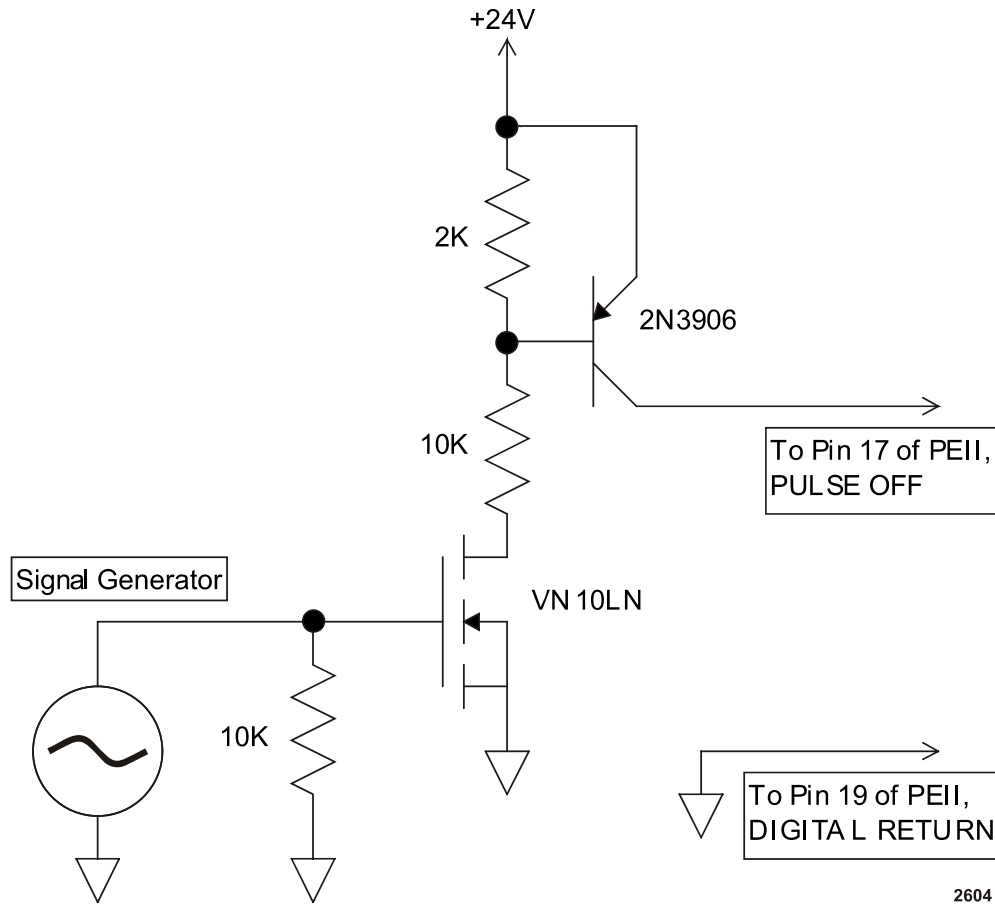 +24V
2K
2N3906
10K
To Pin 17 of PEII,
PULSE OFF
Signal Generator
VN10LN
10K
To Pin 19 of PEII,
DIGITAL RETURN
2604